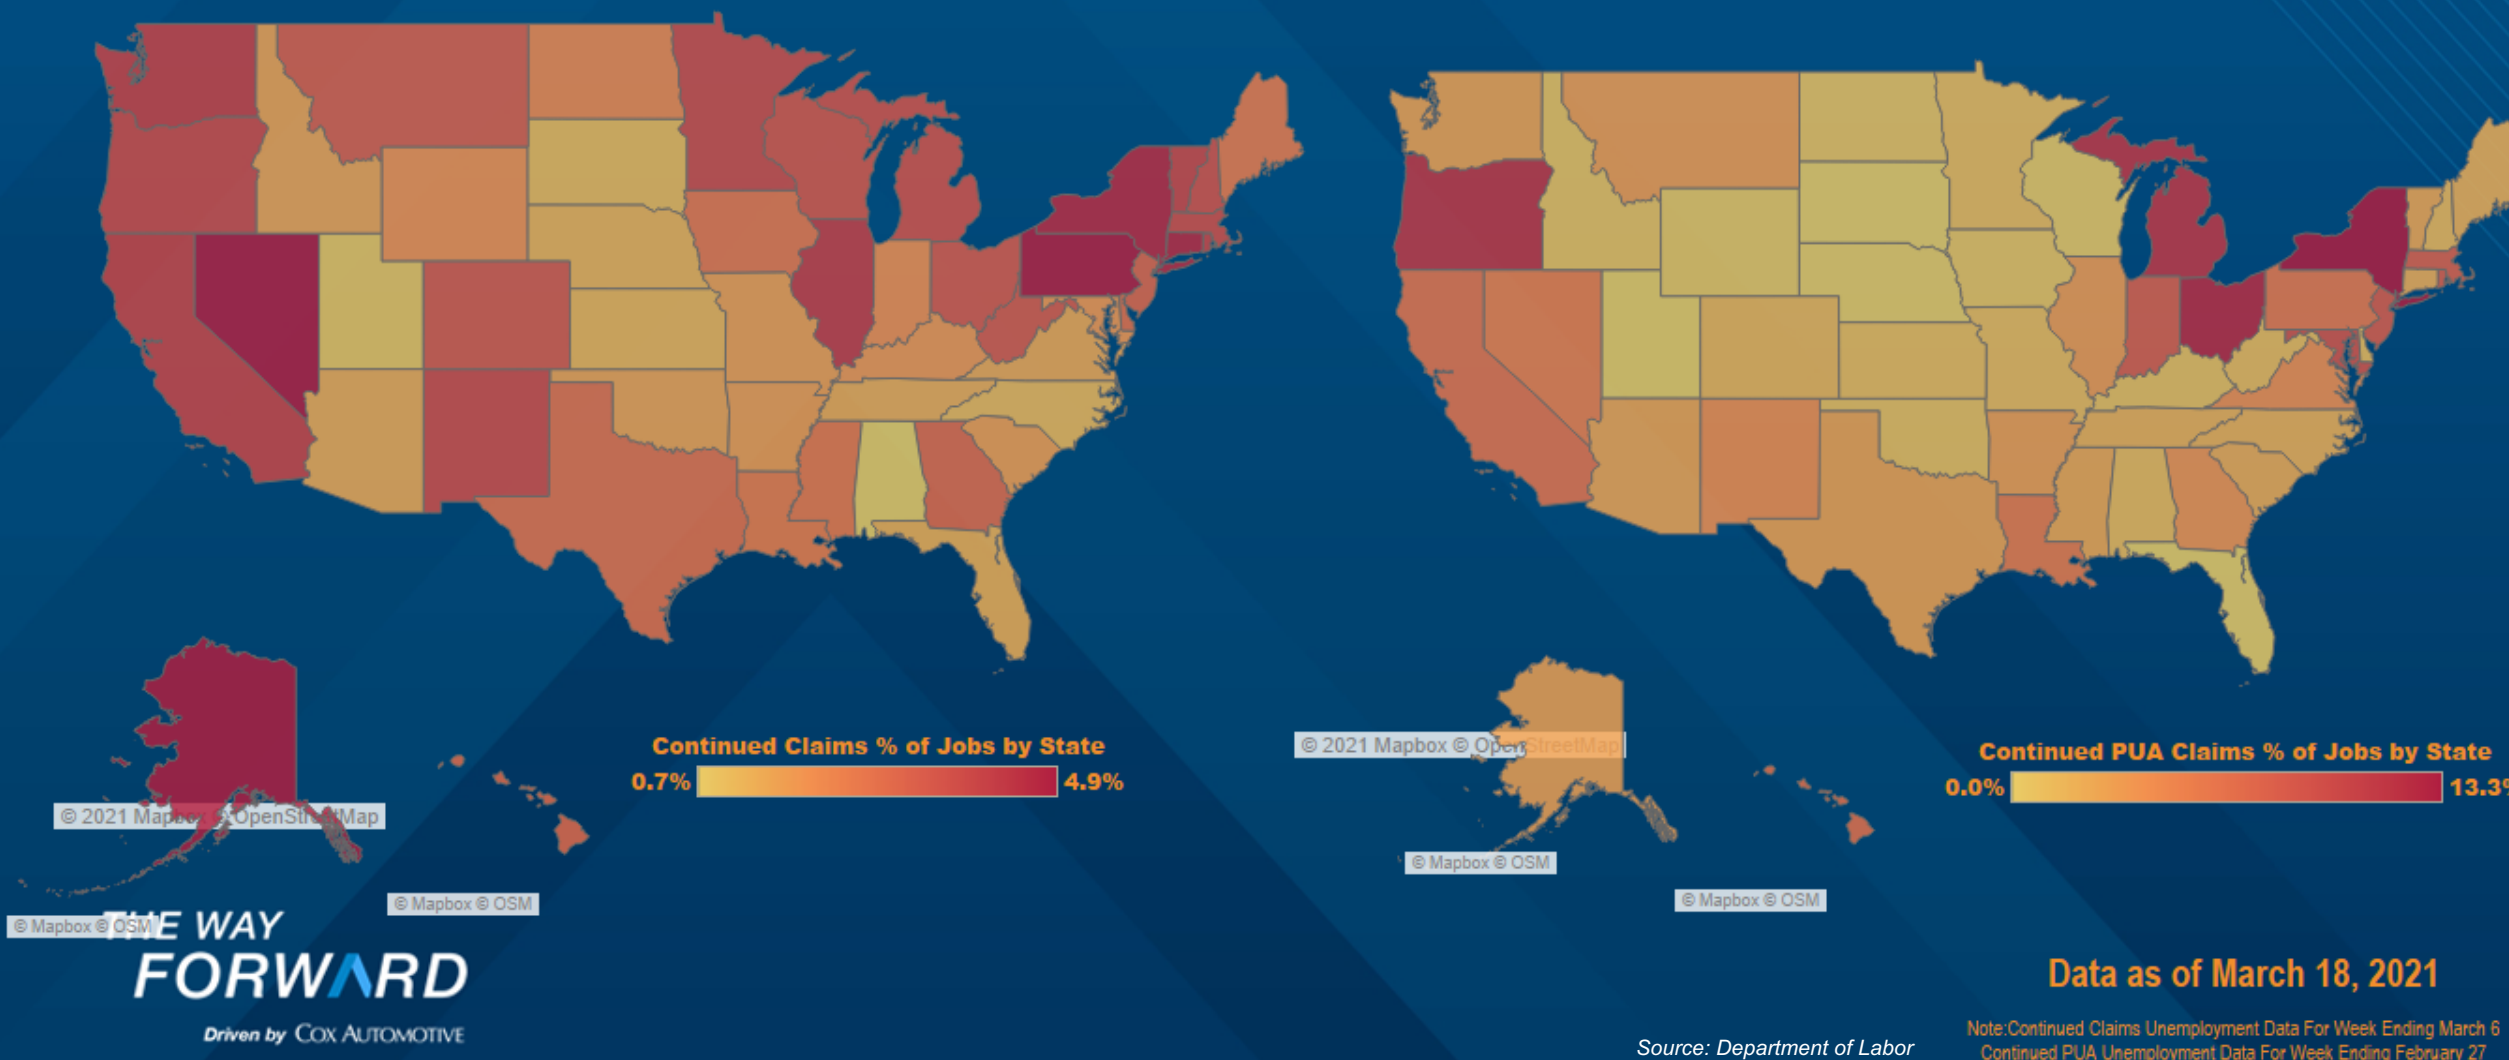 Continued Claims % of Jobs by State
0.7% 4.9%
© 2021 Mapbox © OpenStreetMap
© Mapbox © OSM
© Mapbox © OSM
© 2021 Mapbox © OpenStreetMap
Continued PUA Claims % of Jobs by State
0.0% 13.3%
© Mapbox © OSM
© Mapbox © OSM
THE WAY
FORWARD
Driven by COX AUTOMOTIVE
Data as of March 18, 2021
Note:Continued Claims Unemployment Data For Week Ending March 6
Continued PUA Unemployment Data For Week Ending February 27
Source: Department of Labor